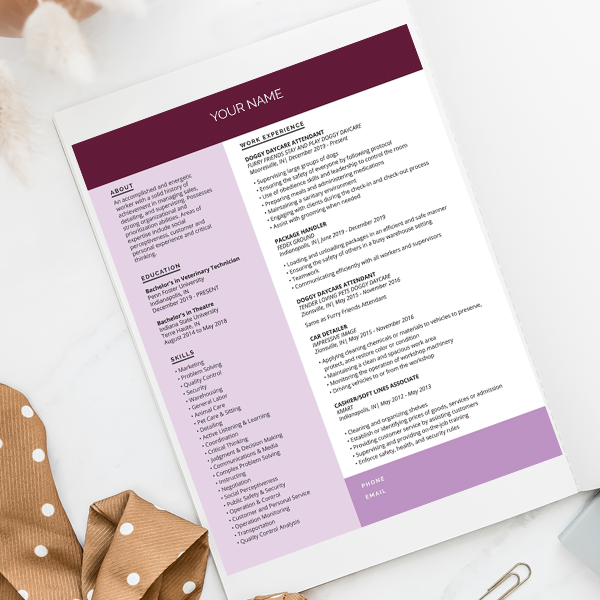 YOUR NAME
ABOUT
An accomplished and energetic
worker with a solid history of
achievement in managing sales,
detailing, and supervising. Possesses
strong organizational and
prioritization abilities. Areas of
expertise include social
perceptiveness, customer and
personal experience and critical
thinking.
EDUCATION
Bachelor's in Veterinary Technician
Penn Foster University
Indianapolis, IN
December 2019 - PRESENT
Bachelor's in Theatre
Indiana State University
Terre Haute, IN
August 2014 to May 2018
SKILLS
• Marketing
• Problem Solving
• Quality Control
• Security
• Warehousing
• General Labor
• Animal Care
• Pet Care & Sitting
• Detailing
• Active Listening & Learning
• Coordination
• Critical Thinking
• Judgment & Decision Making
• Communications & Media
• Complex Problem Solving
• Instructing
• Negotiation
• Social Perceptiveness
• Public Safety & Security
• Operation & Control
• Customer and Personal Service
• Operation Monitoring
• Transportation
• Quality Control Analysis
WORK EXPERIENCE
DOGGY DAYCARE ATTENDANT
FURRY FRIENDS STAY AND PLAY DOGGY DAYCARE
Mooresville, IN| December 2019 - Present
• Supervising large groups of dogs
• Ensuring the safety of everyone by following protocol
• Use of obedience skills and leadership to control the room
• Preparing meals and administering medications
• Maintaining a sanitary environment
• Engaging with clients during the check-in and check-out process
• Assist with grooming when needed
PACKAGE HANDLER
FEDEX GROUND
Indianapolis, IN| June 2019 - December 2019
• Loading and unloading packages in an efficient and safe manner
• Ensuring the safety of others in a busy warehouse setting
• Teamwork
• Communicating efficiently with all workers and supervisors
DOGGY DAYCARE ATTENDANT
TENDER LOVING PETS DOGGY DAYCARE
Zionsville, IN| May 2015 - November 2016
Same as Furry Friends Attendant
CAR DETAILER
IMPRESSIVE IMAGE
Zionsville, IN| May 2015 - November 2016
• Applying cleaning chemicals or materials to vehicles to preserve,
protect, and restore color or condition
• Maintaining a clean and spacious work area
• Monitoring the operation of workshop machinery
• Driving vehicles to or from the workshop
CASHIER/SOFT LINES ASSOCIATE
KMART
Indianapolis, IN| May 2012 - May 2013
• Cleaning and organizing shelves
• Establish or identifying prices of goods, services or admission
• Providing customer service by assisting customers
• Supervising and providing on-the-job training
• Enforce safety, health, and security rules
PHONE
EMAIL